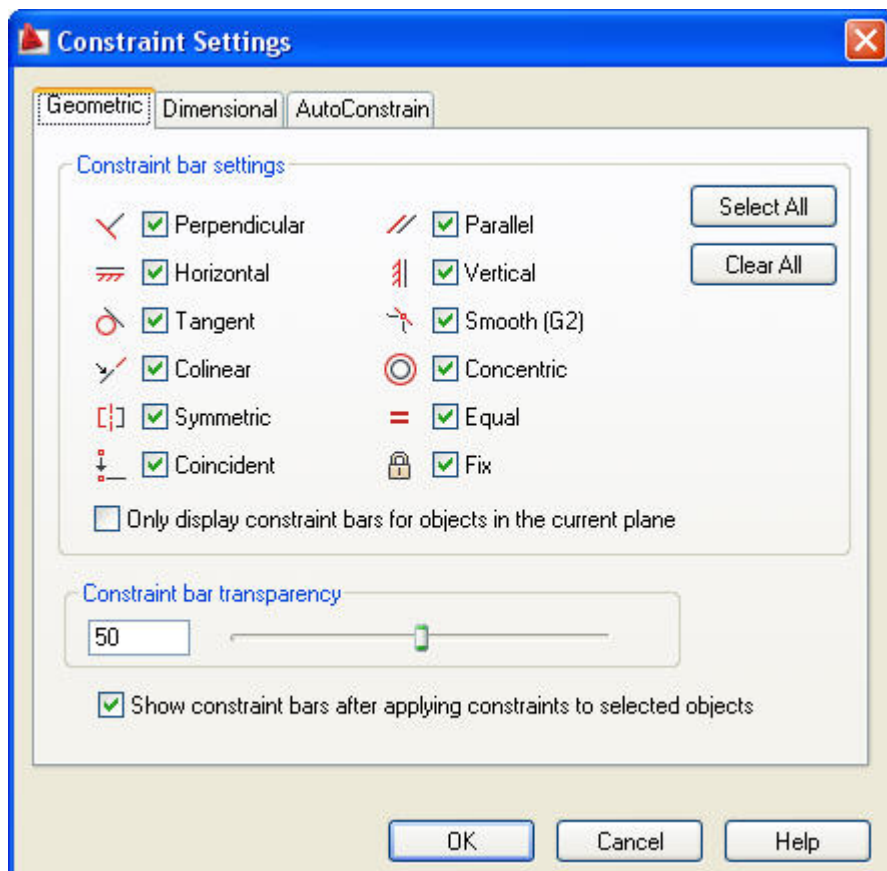 Constraint Settings
Geometric Dimensional AutoConstrain
Constraint bar settings
Perpendicular Parallel Select All
Horizontal Vertical Clear All
Tangent Smooth (G2)
Colinear Concentric
Symmetric Equal
Coincident Fix
Only display constraint bars for objects in the current plane
Constraint bar transparency
50
Show constraint bars after applying constraints to selected objects
OK Cancel Help